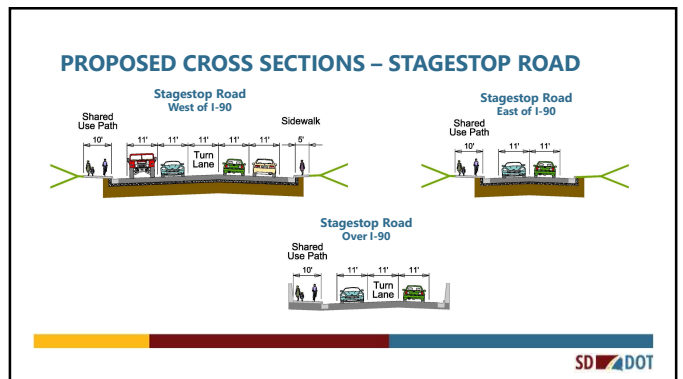 PROPOSED CROSS SECTIONS – STAGESTOP ROAD
Stagestop Road
West of I-90
Shared
Use Path
Sidewalk
10' 11' 11' 11' 11' 11' 5'
Turn
Lane
Stagestop Road
East of I-90
Shared
Use Path
10' 11' 11'
Stagestop Road
Over I-90
Shared
Use Path
10' 11' 11' 11'
Turn
Lane
SD DOT